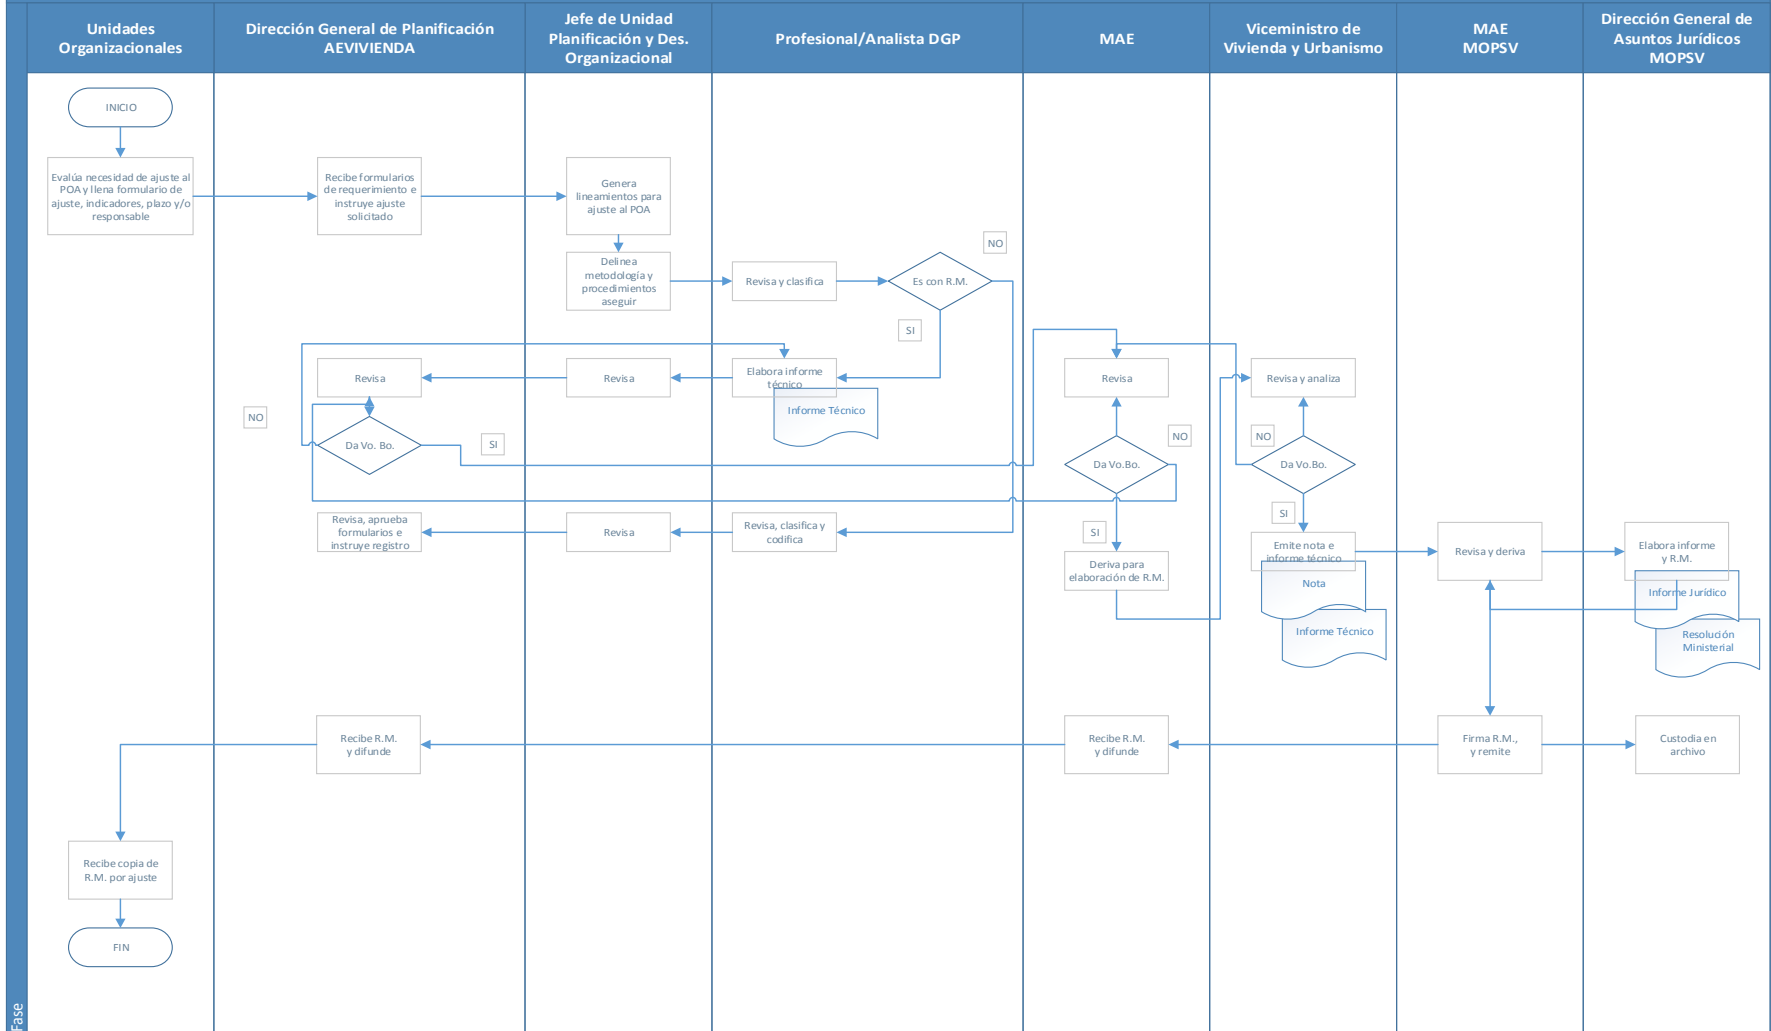 Unidades
Organizacionales
Dirección General de Planificación
AEVIVIENDA
Jefe de Unidad
Planificación y Des.
Organizacional
Profesional/Analista DGP
MAE
Viceministro de
Vivienda y Urbanismo
MAE
MOPSV
Dirección General de
Asuntos Jurídicos
MOPSV
INICIO
Evalúa necesidad de ajuste al
POA y llena formulario de
ajuste, indicadores, plazo y/o
responsable
Recibe formularios
de requerimiento e
instruye ajuste
solicitado
Genera
lineamientos para
ajuste al POA
Delinea
metodología y
procedimientos
aseguir
Revisa y clasifica
Es con R.M.
NO
SI
Revisa
Revisa
Elabora informe
técnico
Informe Técnico
Revisa
Revisa y analiza
NO
Da Vo. Bo.
SI
Da Vo.Bo.
NO
NO
Da Vo.Bo.
Revisa, aprueba
formularios e
instruye registro
Revisa
Revisa, clasifica y
codifica
SI
Deriva para
elaboración de R.M.
SI
Emite nota e
informe técnico
Nota
Informe Técnico
Revisa y deriva
Elabora informe
y R.M.
Informe Jurídico
Resolución
Ministerial
Recibe R.M.
y difunde
Recibe R.M.
y difunde
Firma R.M.,
y remite
Custodia en
archivo
Recibe copia de
R.M. por ajuste
FIN
Fase